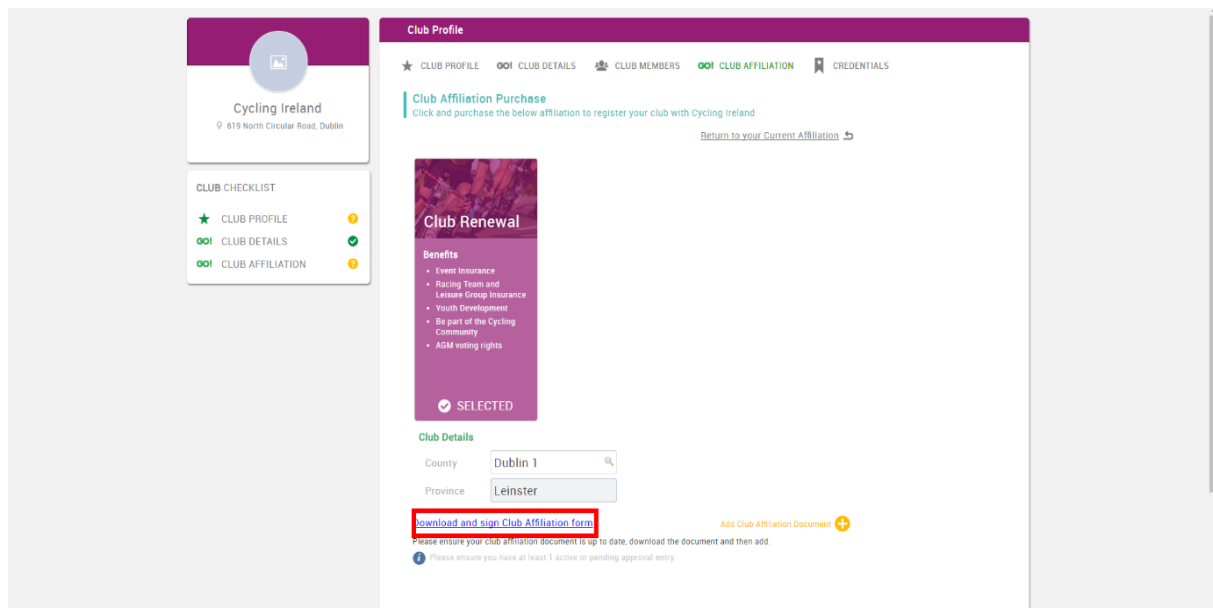 Club Profile
CLUB PROFILE GO! CLUB DETAILS CLUB MEMBERS GO! CLUB AFFILIATION CREDENTIALS
Cycling Ireland
619 North Circular Road, Dublin
CLUB CHECKLIST
CLUB PROFILE ?
GO! CLUB DETAILS
GO! CLUB AFFILIATION ?
Club Affiliation Purchase
Click and purchase the below affiliation to register your club with Cycling Ireland
Return to your Current Affiliation
Club Renewal
Benefits
• Event Insurance
• Racing Team and
Leisure Group Insurance
• Youth Development
• Be part of the Cycling
Community
• AGM voting rights
SELECTED
Club Details
County Dublin 1
Province Leinster
Download and sign Club Affiliation form
Add Club Affiliation Document
Please ensure your club affiliation document is up to date, download the document and then add.
i Please ensure you have at least 1 active or pending approval entry.